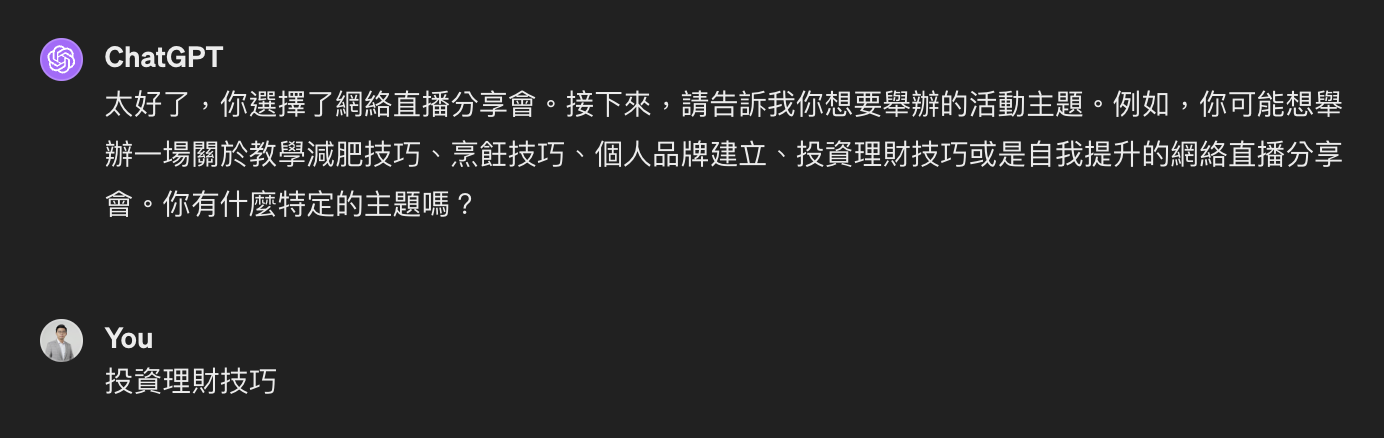 ChatGPT
太好了，你選擇了網絡直播分享會。接下來，請告訴我你想要舉辦的活動主題。例如，你可能想舉
辦一場關於教學減肥技巧、烹飪技巧、個人品牌建立、投資理財技巧或是自我提升的網絡直播分享
會。你有什麼特定的主題嗎？
You
投資理財技巧